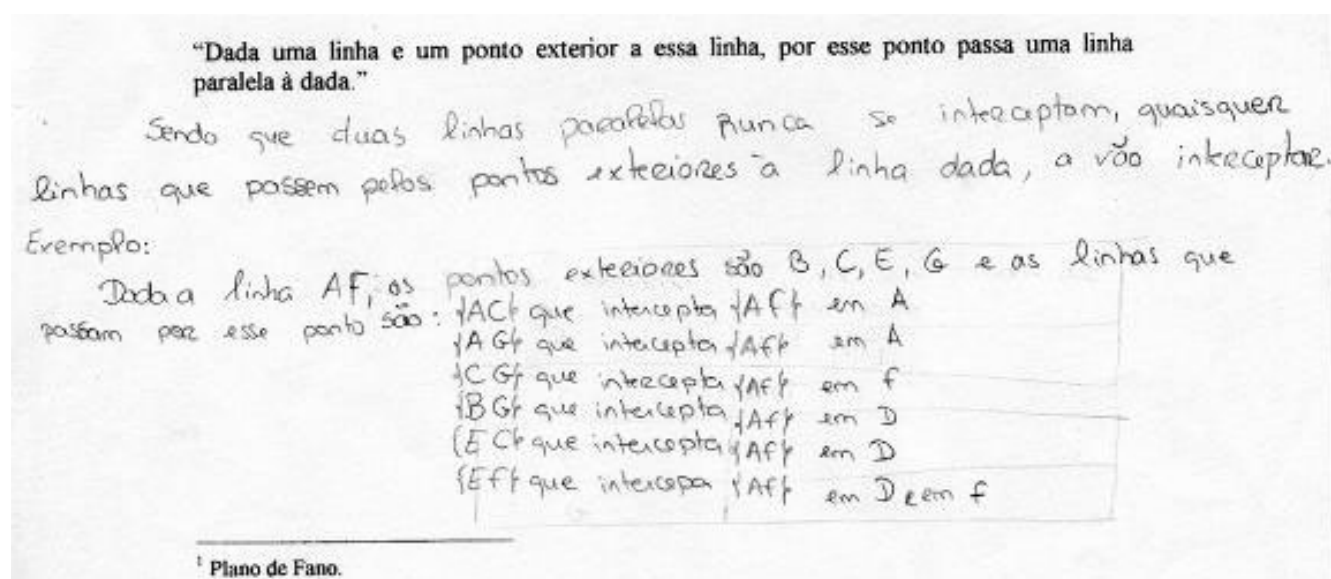 “Dada uma linha e um ponto exterior a essa linha, por esse ponto passa uma linha
paralela à dada.”
Sendo que duas linhas paralelas nunca se interceptam, quaisquer
linhas que passem pelos pontos exteriores à linha dada, a vão interceptar.
Exemplo:
Dada a linha AF, os pontos exteriores são B, C, E, G e as linhas que
passam por esse ponto são: {AC} que intercepta {AF} em A
{AG} que intercepta {AF} em A
{CG} que intercepta {AF} em f
{BG} que intercepta {AF} em D
{EC} que intercepta {AF} em D
{EF} que intercepa {AF} em D e em f
¹ Plano de Fano.